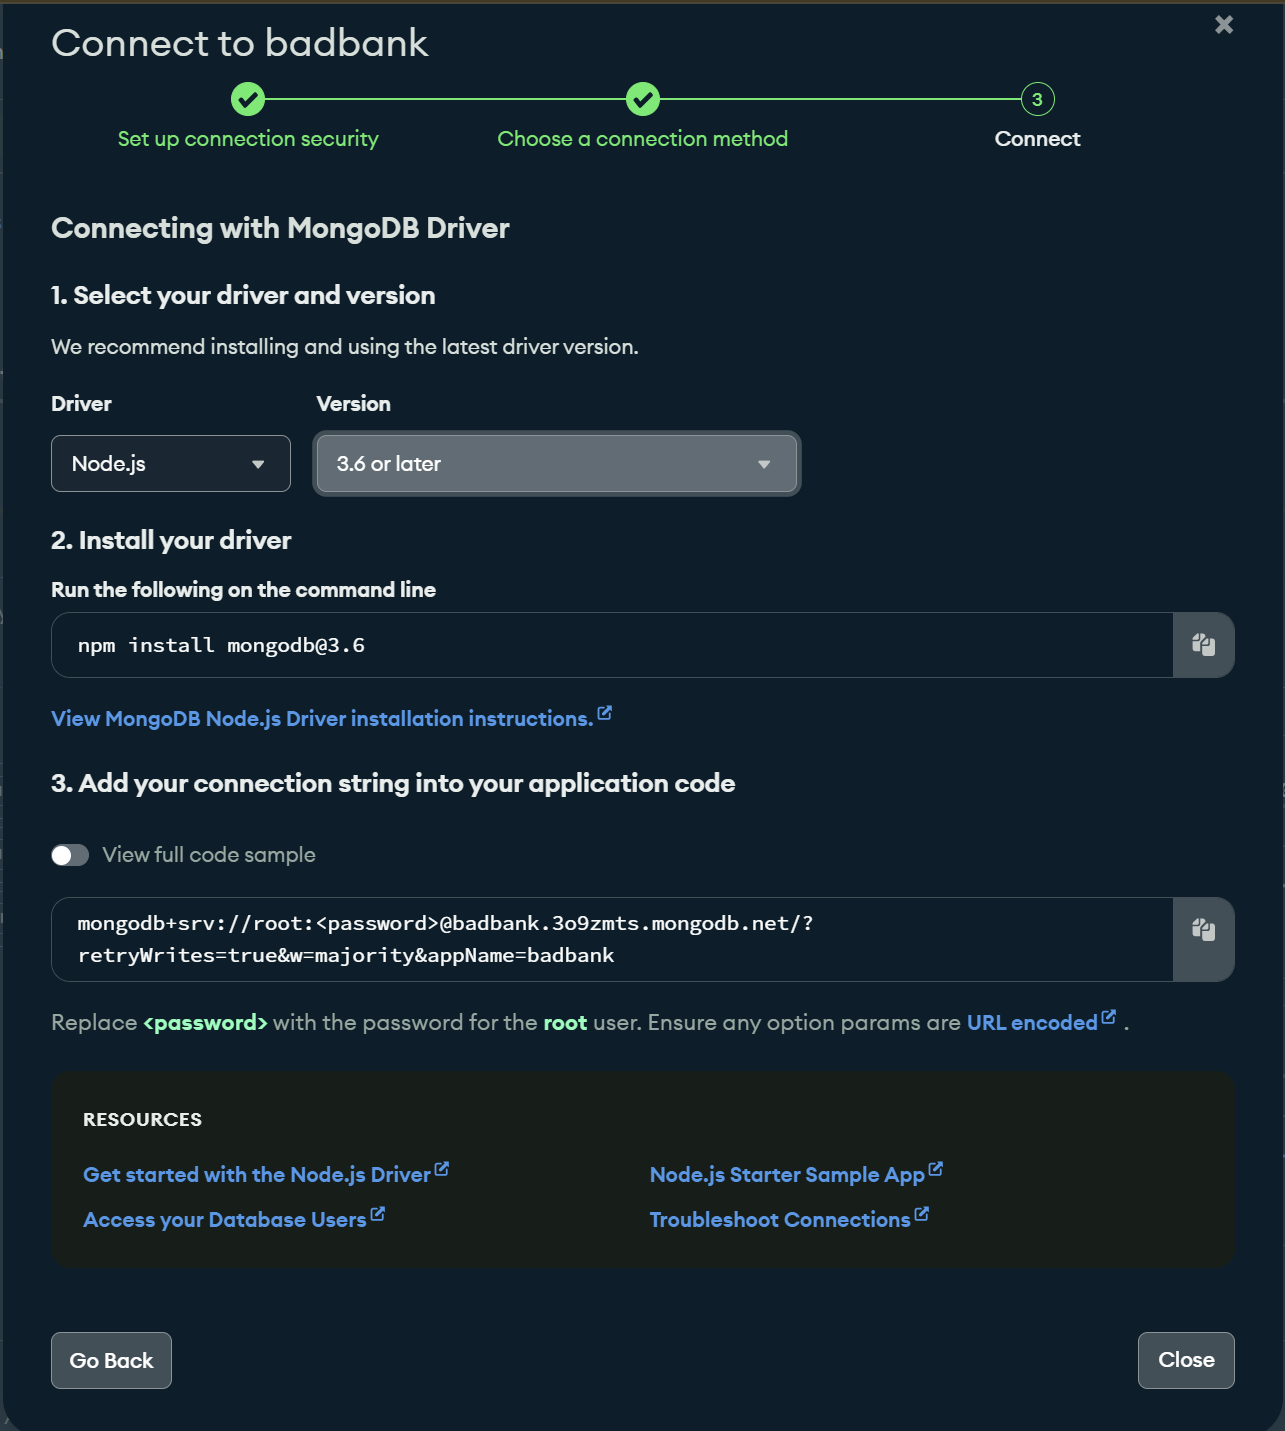 Connect to badbank
Set up connection security
Choose a connection method
3
Connect
Connecting with MongoDB Driver
1. Select your driver and version
We recommend installing and using the latest driver version.
Driver
Version
Node.js
3.6 or later
2. Install your driver
Run the following on the command line
npm install mongodb@3.6
View MongoDB Node.js Driver installation instructions.
3. Add your connection string into your application code
View full code sample
mongodb+srv://root:<password>@badbank.3o9zmts.mongodb.net/?
retryWrites=true&w=majority&appName=badbank
Replace <password> with the password for the root user. Ensure any option params are URL encoded .
RESOURCES
Get started with the Node.js Driver
Node.js Starter Sample App
Access your Database Users
Troubleshoot Connections
Go Back
Close